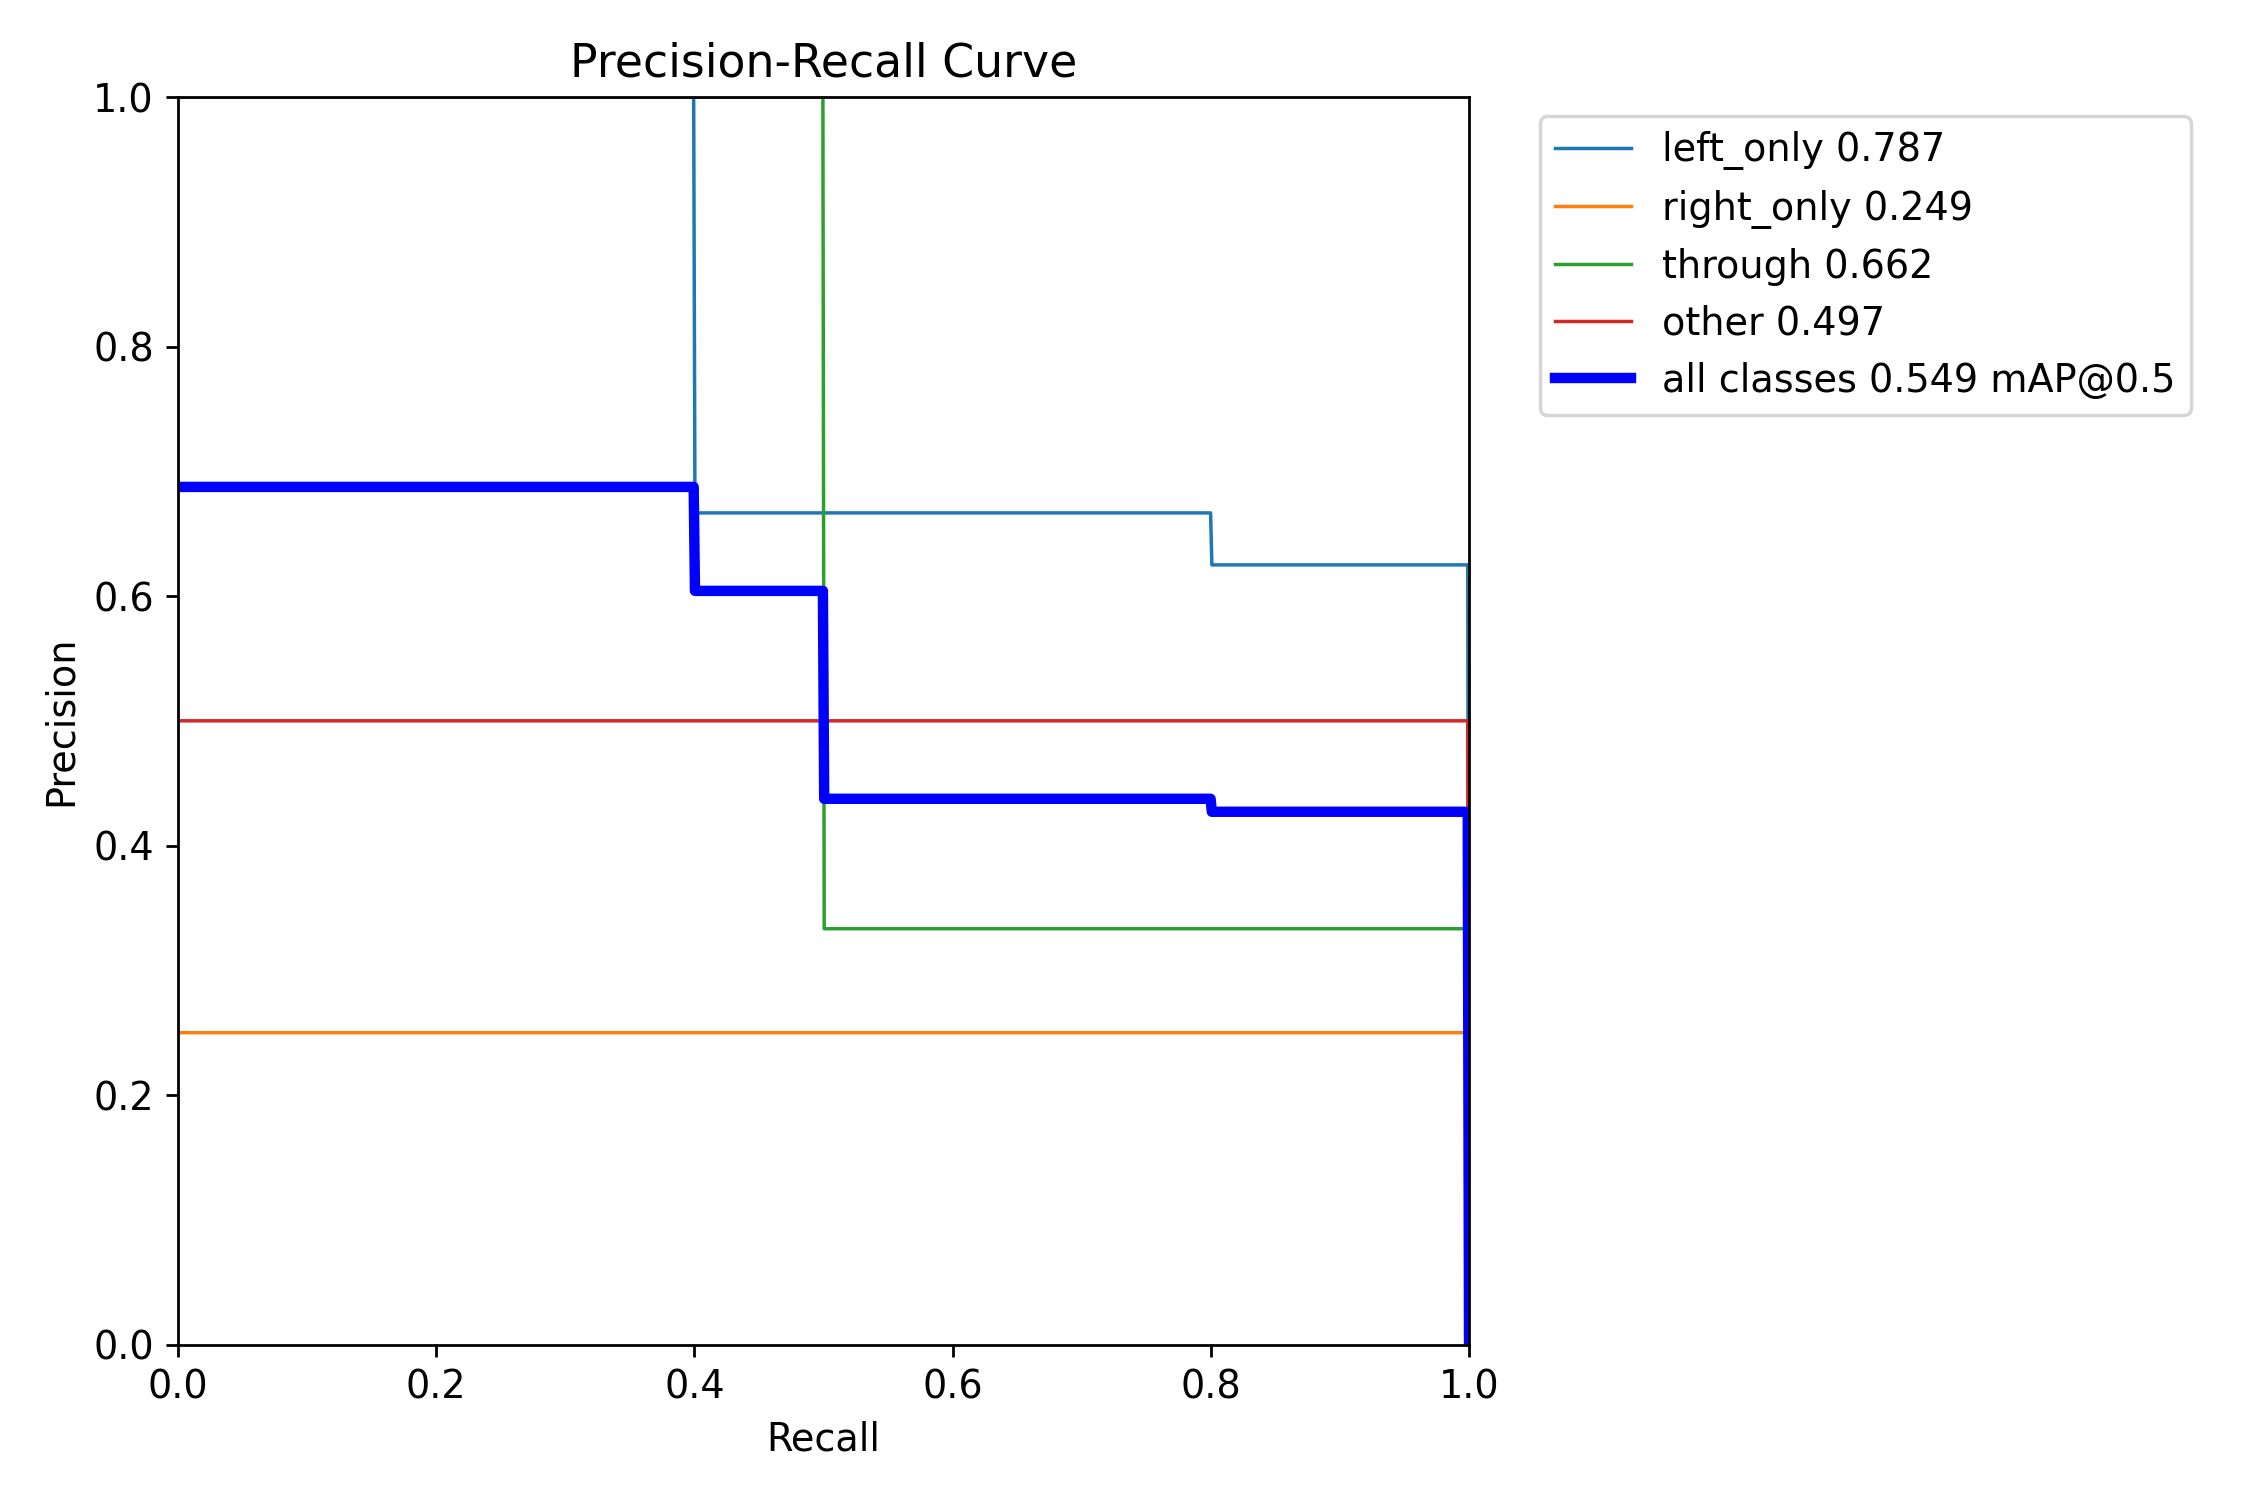 Precision-Recall Curve
1.0
0.8
0.6
0.4
0.2
0.0
Precision
0.0 0.2 0.4 0.6 0.8 1.0
Recall
left_only 0.787
right_only 0.249
through 0.662
other 0.497
all classes 0.549 mAP@0.5